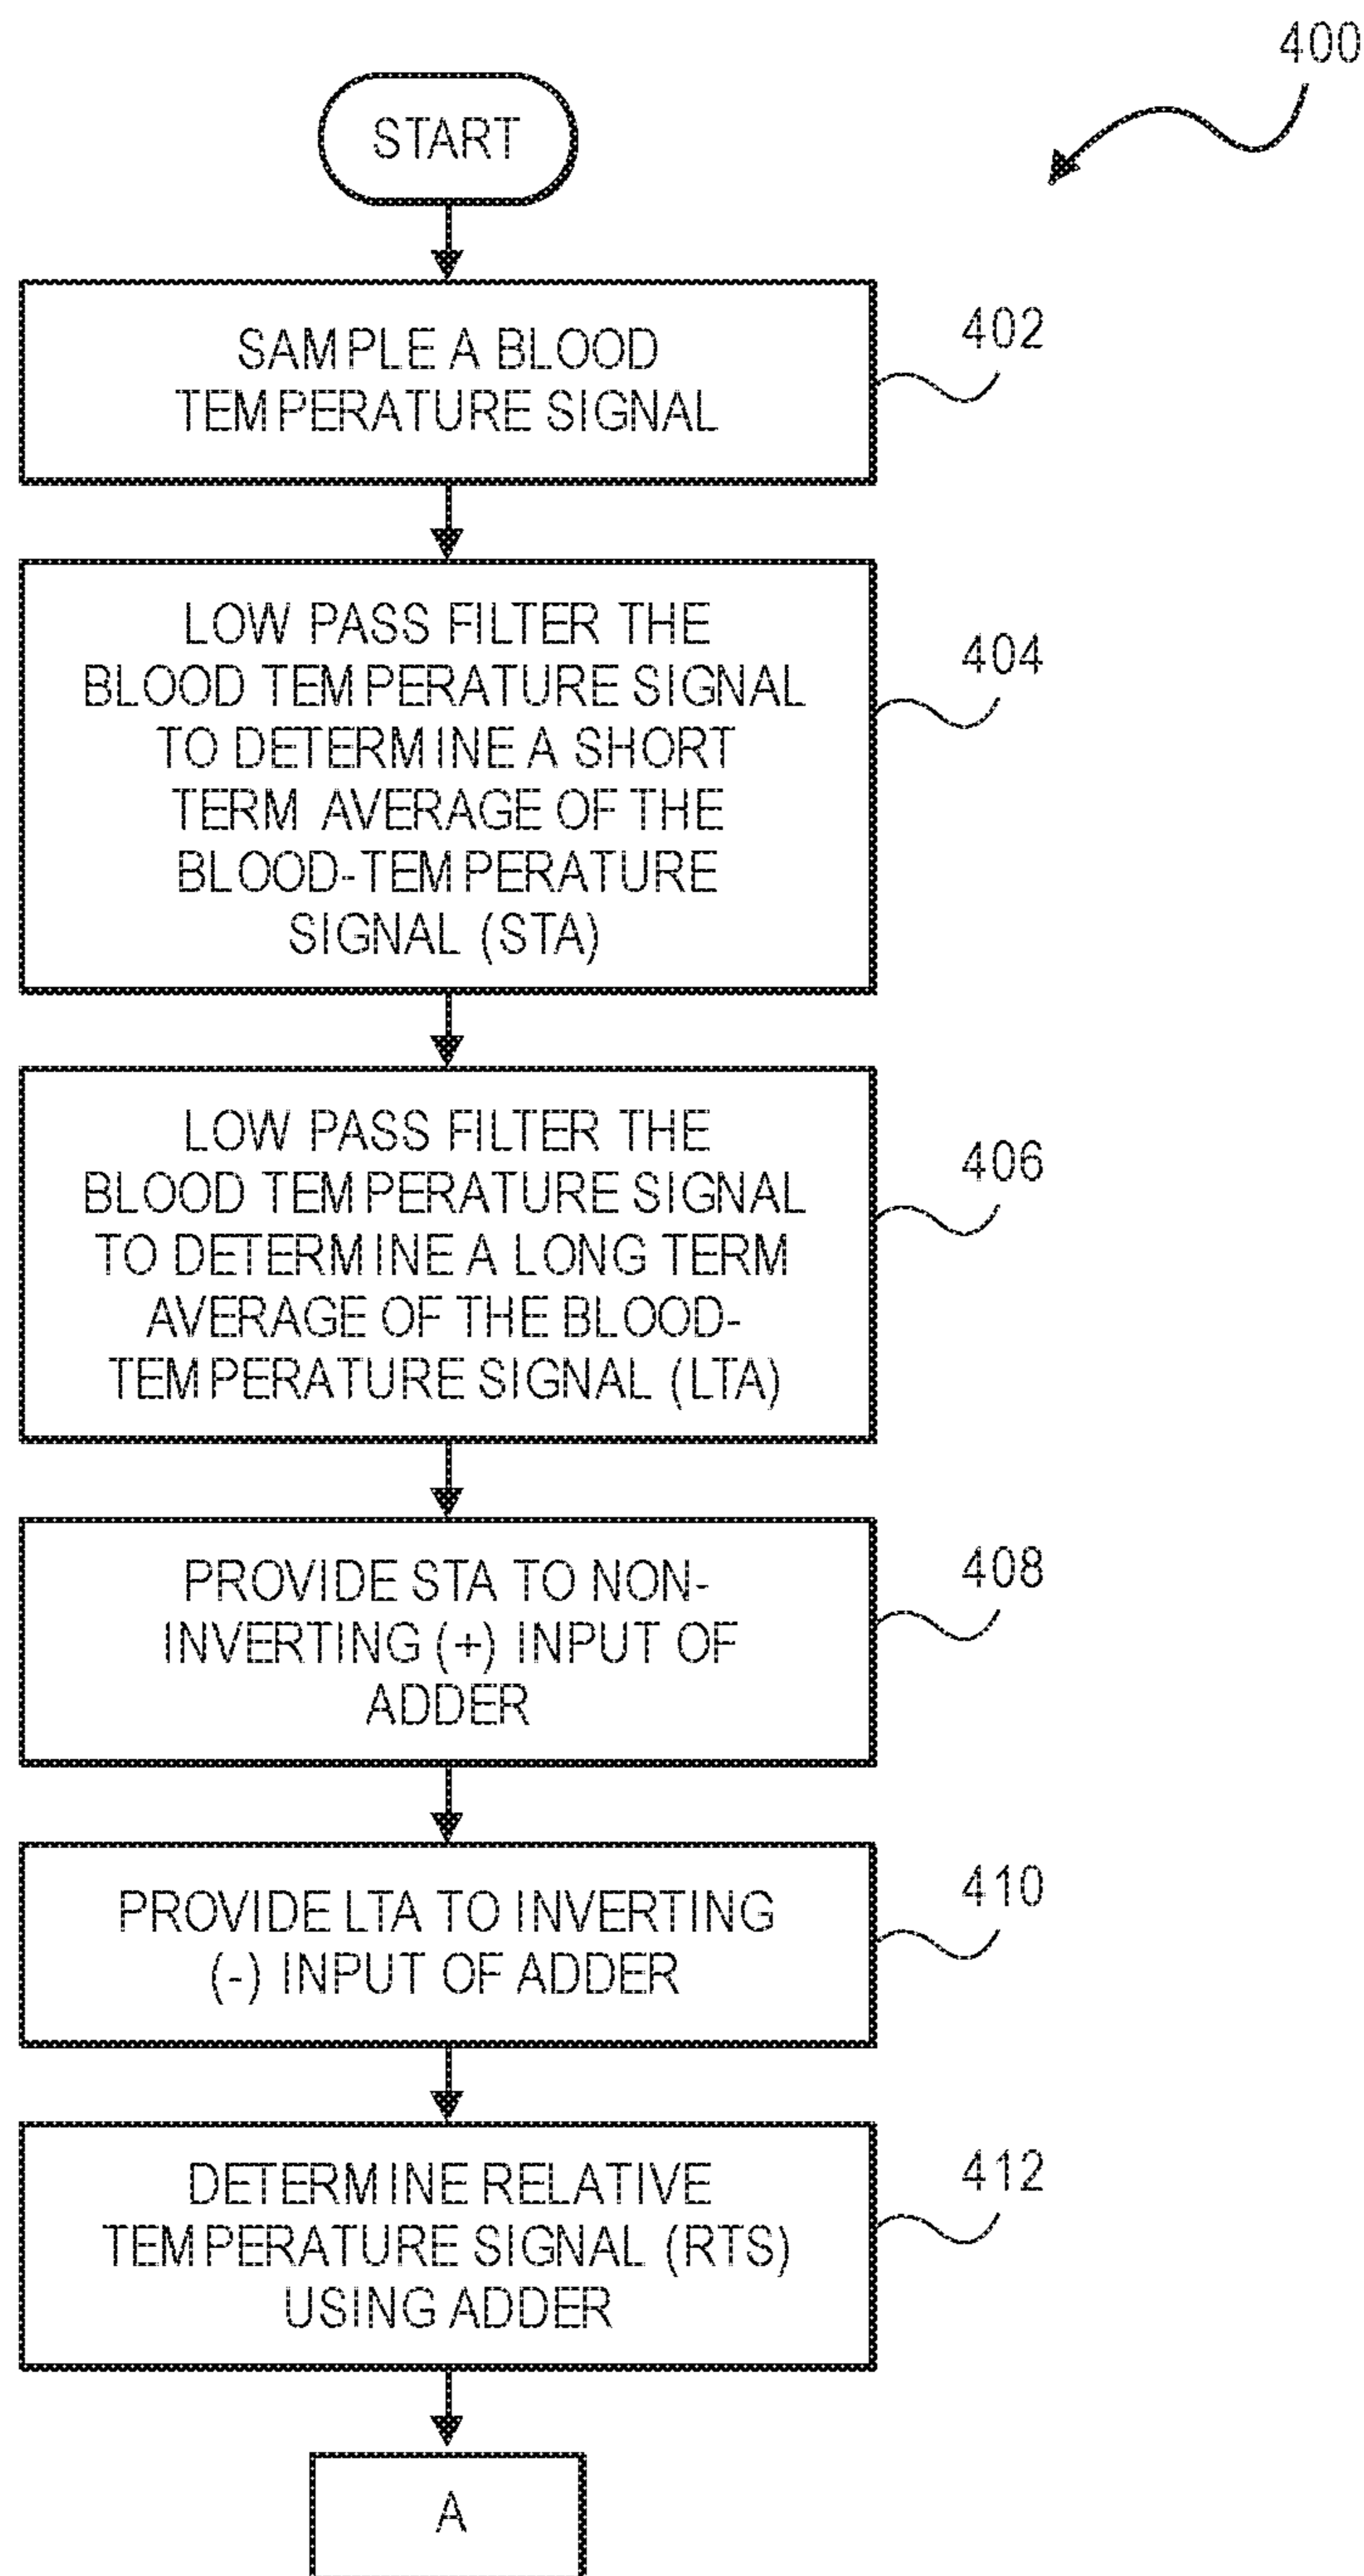 400
START
SAMPLE A BLOOD
TEMPERATURE SIGNAL
402
LOW PASS FILTER THE
BLOOD TEMPERATURE SIGNAL
TO DETERMINE A SHORT
TERM AVERAGE OF THE
BLOOD-TEMPERATURE
SIGNAL (STA)
404
LOW PASS FILTER THE
BLOOD TEMPERATURE SIGNAL
TO DETERMINE A LONG TERM
AVERAGE OF THE BLOOD-
TEMPERATURE SIGNAL (LTA)
406
PROVIDE STA TO NON-
INVERTING (+) INPUT OF
ADDER
408
PROVIDE LTA TO INVERTING
(-) INPUT OF ADDER
410
DETERMINE RELATIVE
TEMPERATURE SIGNAL (RTS)
USING ADDER
412
A